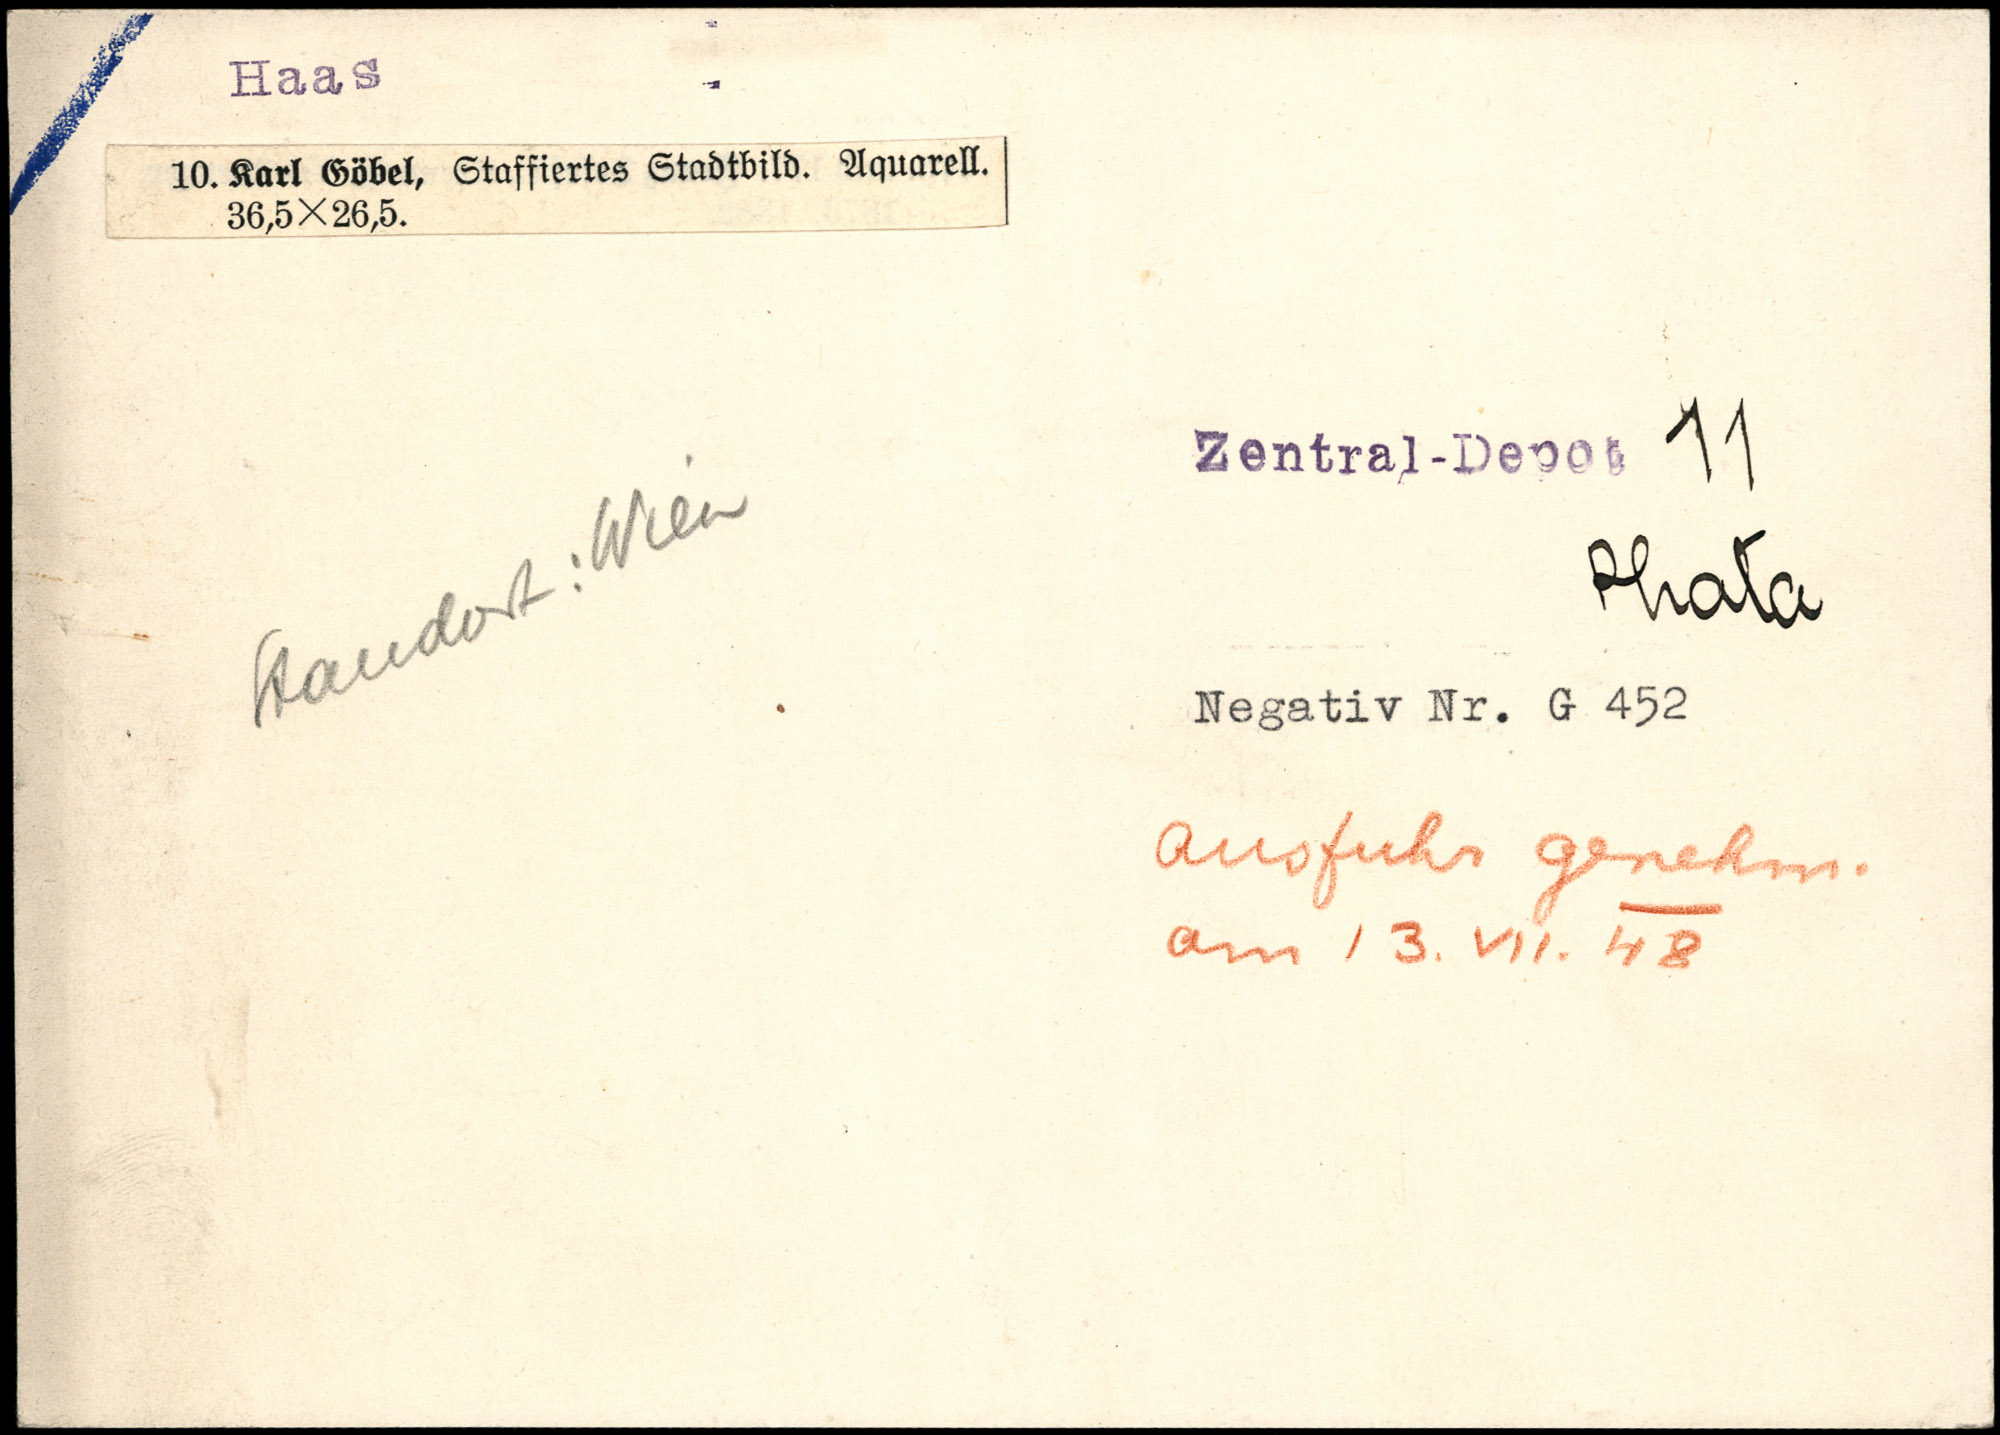 Haas
10. Karl Göbel, Staffiertes Stadtbild. Aquarell.
36,5×26,5.
Zentral-Depot 11
Standort: Wien
Negativ Nr. G 452
Ausfuhr genehm.
am 13. VII. 48